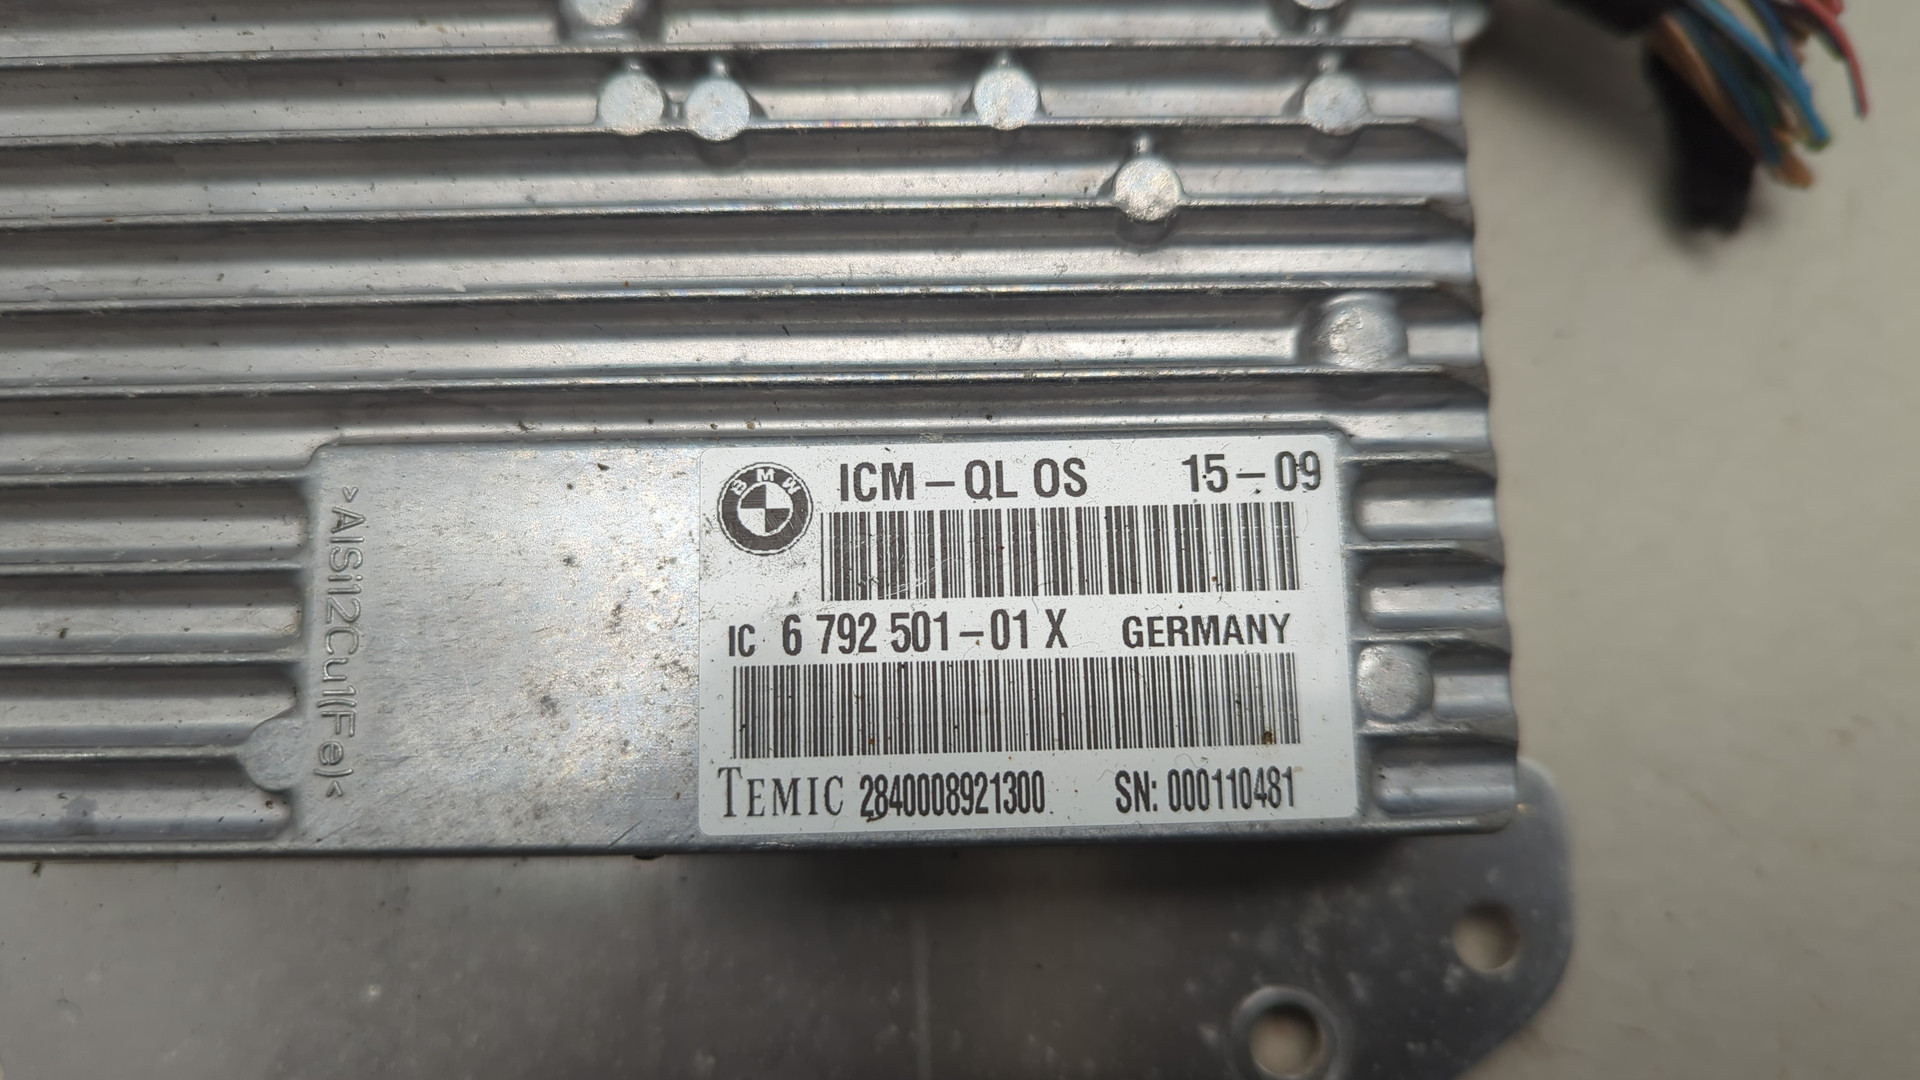 BMW
ICM – QL OS 15 – 09
IC 6 792 501 – 01 X GERMANY
TEMIC 2840008921300 SN: 000110481
>AlSi12Cu1(Fe)<